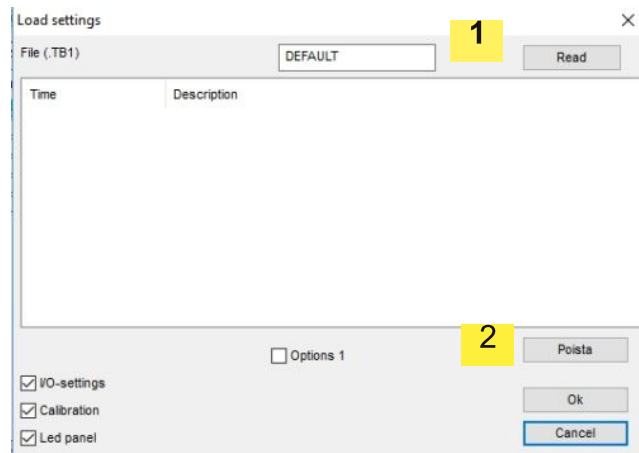 Load settings
1
File (.TB1)
DEFAULT
Read
Time Description
2
Poista
Options 1
I/O-settings
Ok
Calibration
Cancel
Led panel